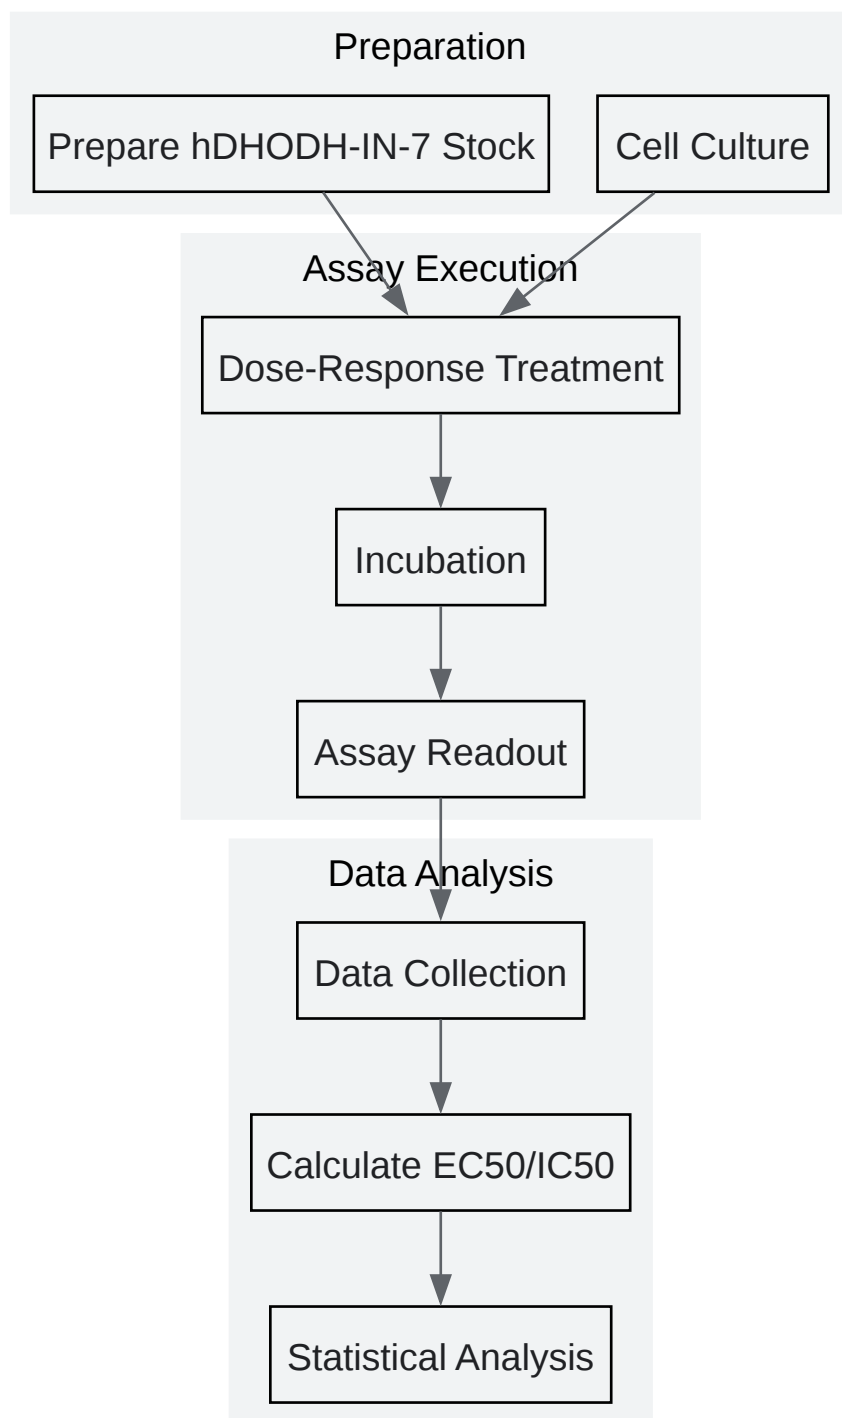 Preparation
Prepare hDHODH-IN-7 Stock
Cell Culture
Assay Execution
Dose-Response Treatment
Incubation
Assay Readout
Data Analysis
Data Collection
Calculate EC50/IC50
Statistical Analysis